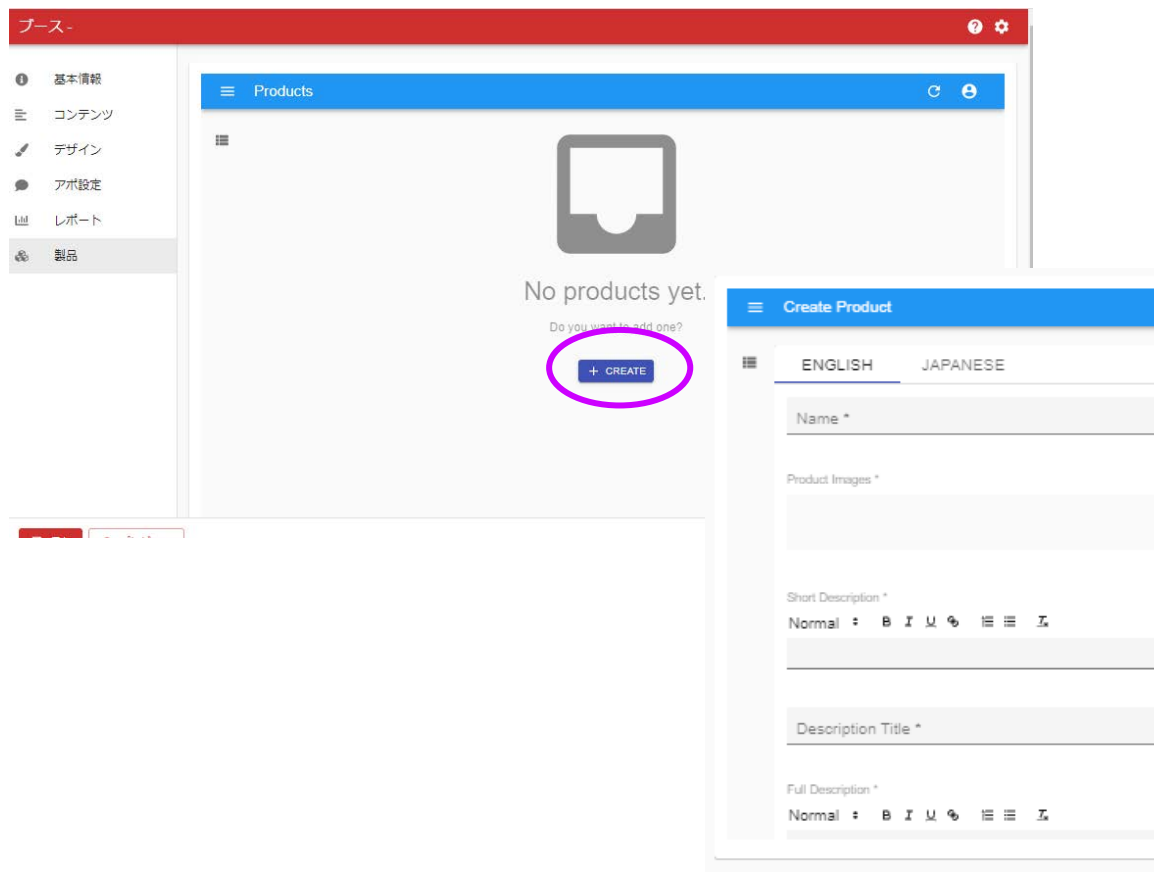 ブース -
基本情報
コンテンツ
デザイン
アポ設定
レポート
製品
Products
No products yet.
Do you want to add one?
+ CREATE
Create Product
ENGLISH JAPANESE
Name *
Product Images *
Short Description *
Normal B I U
Description Title *
Full Description *
Normal B I U